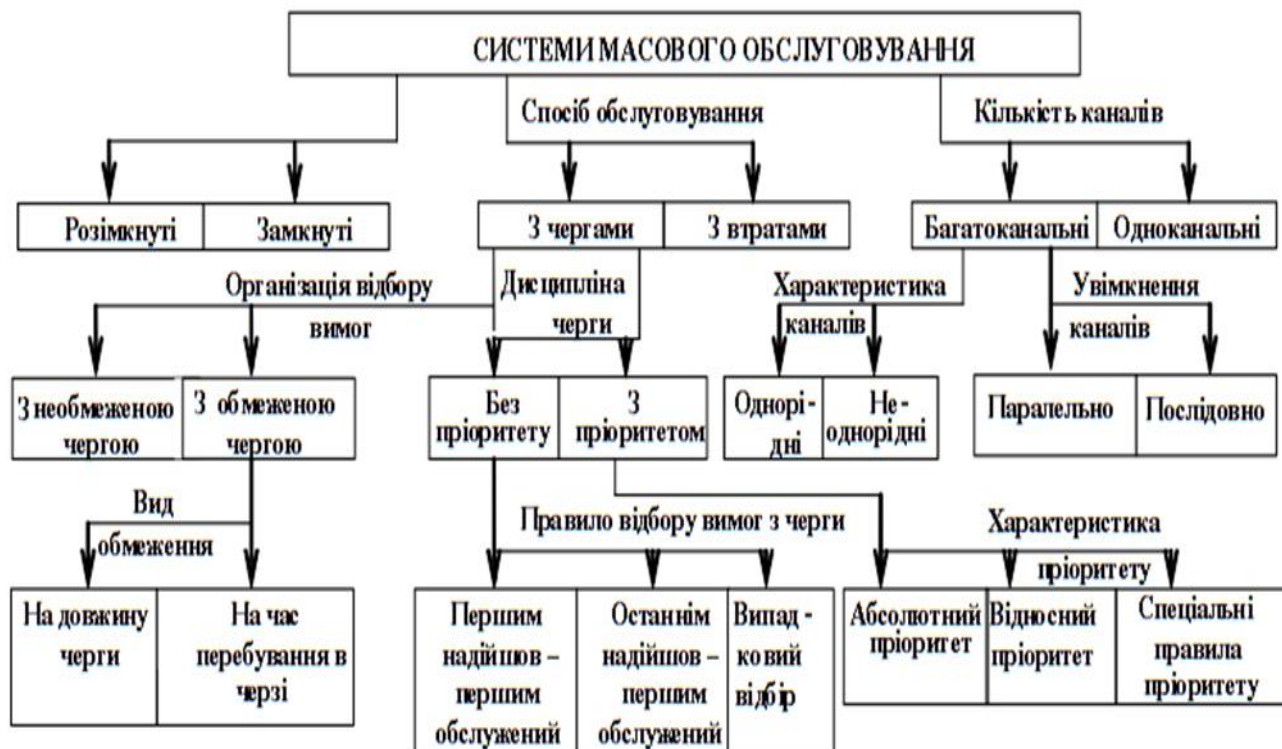 СИСТЕМИ МАСОВОГО ОБСЛУГОВУВАННЯ
Спосіб обслуговування
Кількість каналів
Розімкнуті
Замкнуті
З чергами
З втратами
Багатоканальні
Одноканальні
Організація відбору
вимог
Дисципліна
черги
Характеристика
каналів
Увімкнення
каналів
З необмеженою
чергою
З обмеженою
чергою
Без
пріоритету
З
пріоритетом
Однорі-
дні
Не-
однорідні
Паралельно
Послідовно
Вид
обмеження
Правило відбору вимог з черги
Характеристика
пріоритету
На довжину
черги
На час
перебування в
черзі
Першим
надійшов –
першим
обслужений
Останнім
надійшов –
першим
обслужений
Випад -
ковий
відбір
Абсолютний
пріоритет
Відносний
пріоритет
Спеціальні
правила
пріоритету